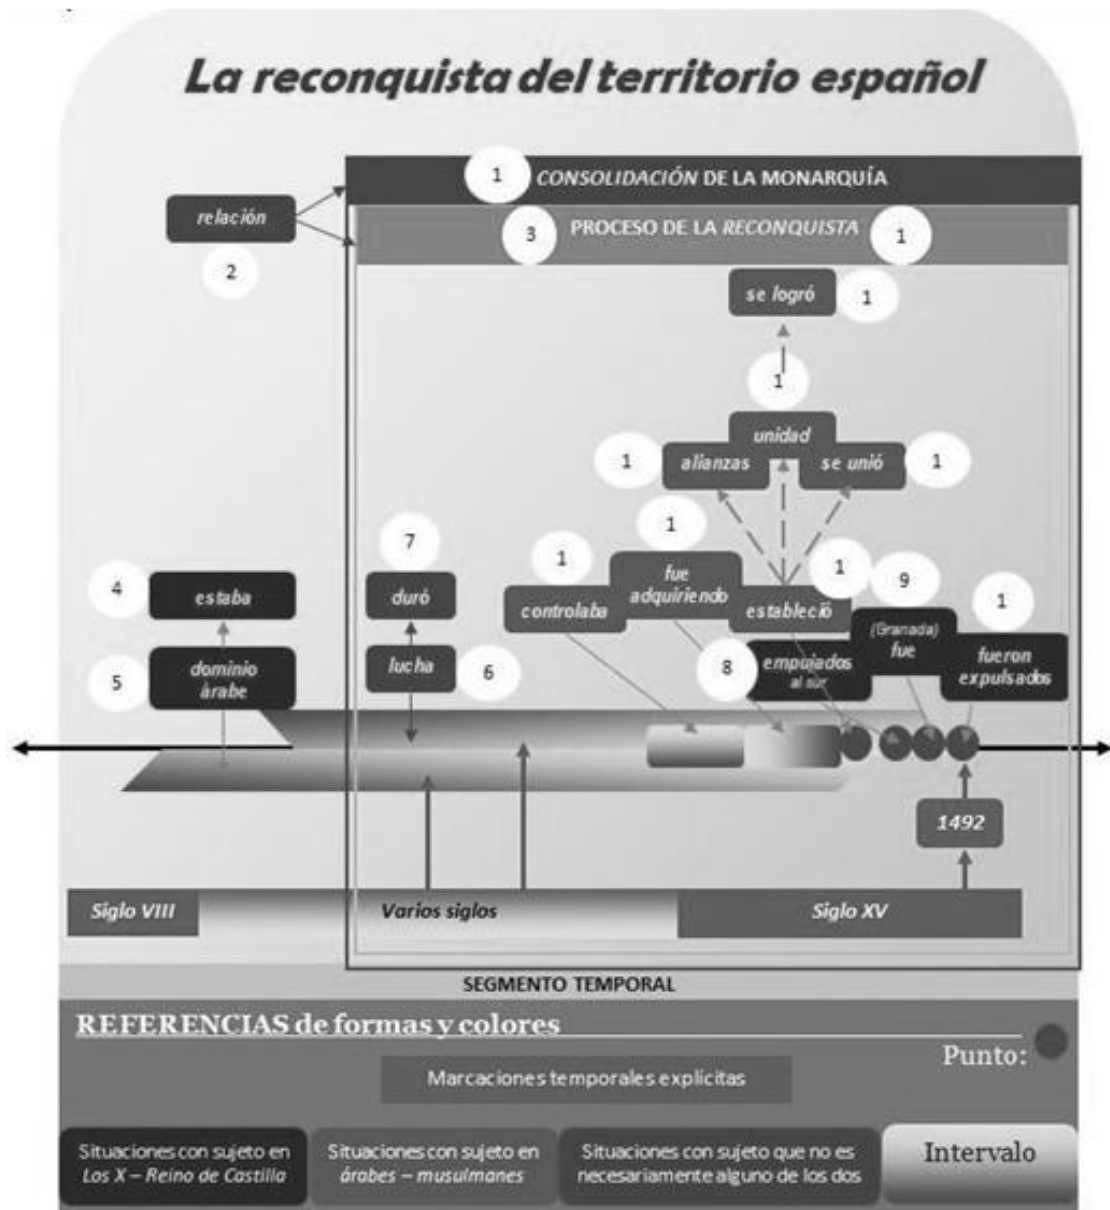 La reconquista del territorio español
1 CONSOLIDACIÓN DE LA MONARQUÍA
relación
2
3 PROCESO DE LA RECONQUISTA 1
se logró 1
1
unidad
1 alianzas se unió 1
7
1
1
1
9
1
4 estaba
duró
controlaba
fue
adquiriendo
estableció
(Granada)
fue
5 dominio
árabe
lucha 6
8 empujados
al sur
fueron
expulsados
1492
Siglo VIII Varios siglos Siglo XV
SEGMENTO TEMPORAL
REFERENCIAS de formas y colores
Punto:
Marcaciones temporales explícitas
Situaciones con sujeto en
Los X – Reino de Castilla
Situaciones con sujeto en
árabes – musulmanes
Situaciones con sujeto que no es
necesariamente alguno de los dos
Intervalo